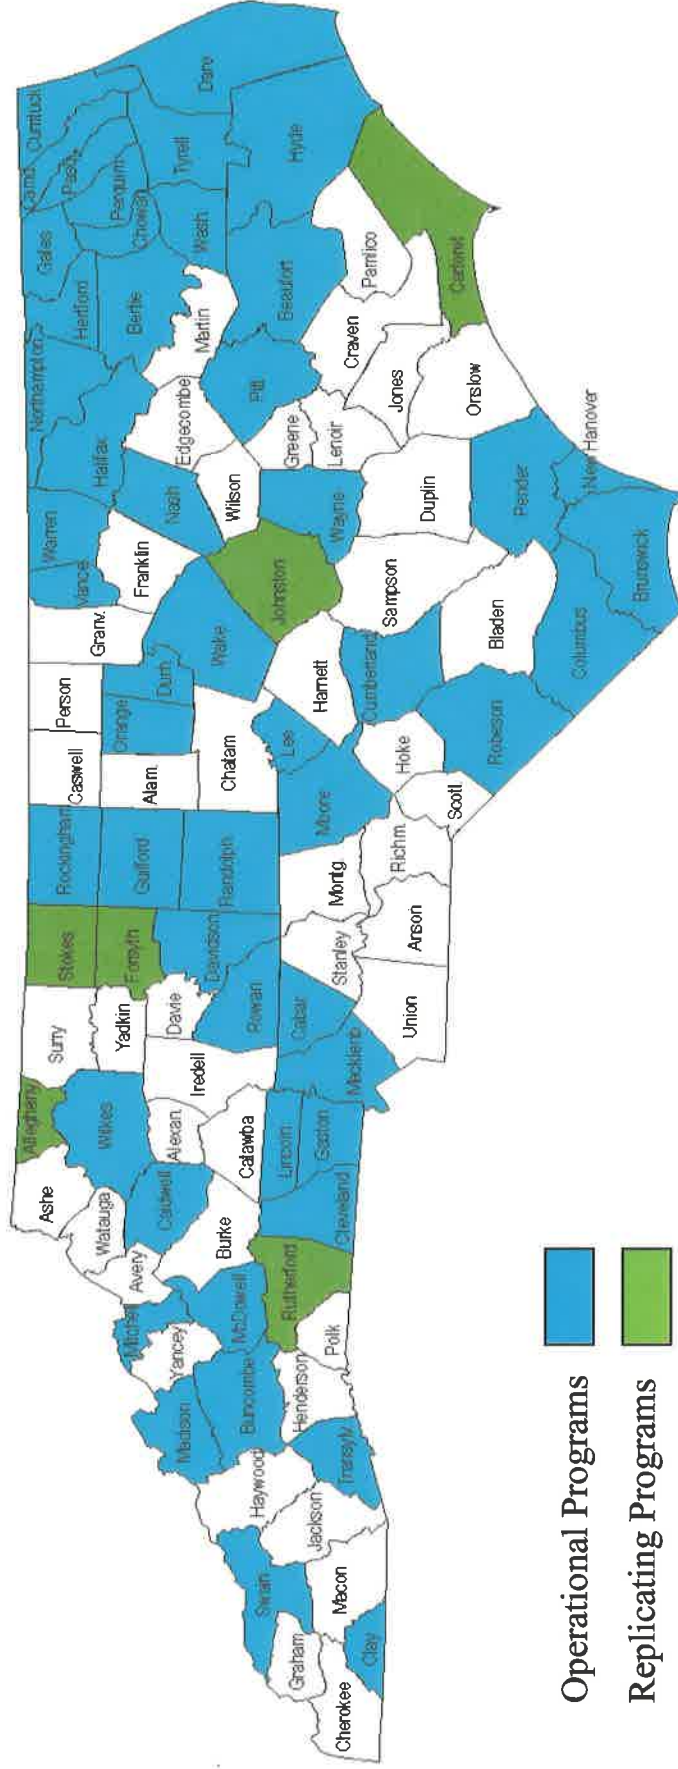 Cherokee
Graham
Clay
Swain
Macon
Jackson
Haywood
Transylv.
Madison
Buncombe
Henderson
Yancey
Mitchell
McDowell
Rutherford
Polk
Avery
Watauga
Ashe
Burke
Caldwell
Cleveland
Alleghany
Wilkes
Alexan.
Catawba
Lincoln
Gaston
Surry
Yadkin
Iredell
Mecklenb
Stokes
Forsyth
Davie
Davidson
Rowan
Cabar
Stanley
Union
Rockingham
Guilford
Randolph
Montg
Anson
Richm.
Caswell
Alam.
Chatam
Moore
Scotl.
Hoke
Person
Orange
Durh
Lee
Granv.
Wake
Harnett
Cumberland
Robeson
Vance
Warren
Franklin
Johnston
Sampson
Bladen
Columbus
Brunswick
Northampton
Halifax
Nash
Wilson
Wayne
Duplin
Pender
New Hanover
Edgecombe
Greene
Lenoir
Jones
Onslow
Hertford
Gates
Bertie
Martin
Pitt
Craven
Pamlico
Carteret
Camd.
Currituck
Pasq.
Perquim
Chowan
Wash
Tyrell
Dare
Beaufort
Hyde
Operational Programs
Replicating Programs